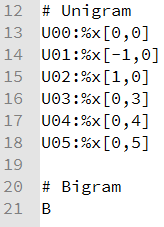 12 # Unigram
13 U00:%x[0,0]
14 U01:%x[-1,0]
15 U02:%x[1,0]
16 U03:%x[0,3]
17 U04:%x[0,4]
18 U05:%x[0,5]
19
20 # Bigram
21 B